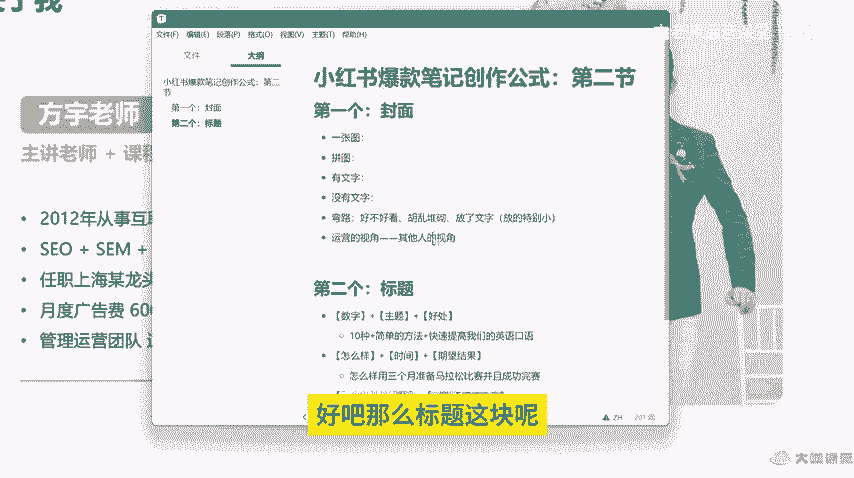 文件(F) 编辑(E) 段落(P) 格式(O) 视图(V) 主题(T) 帮助(H)
文件 大纲
小红书爆款笔记创作公式：第二节
第一个：封面
第二个：标题
小红书爆款笔记创作公式：第二节
第一个：封面
一张图：
拼图：
有文字：
没有文字：
弯路：好不好看、胡乱堆砌、放了文字（放的特别小）
运营的视角——其他人的视角
第二个：标题
【数字】+【主题】+【好处】
10种+简单的方法+快速提高我们的英语口语
【怎么样】+【时间】+【期望结果】
怎么样用三个月准备马拉松比赛并且成功完赛
ZH
方宇老师
主讲老师 + 课程
2012年从事互联
SEO + SEM +
任职上海某龙头
月度广告费 600
管理运营团队
好吧那么标题这块呢
大咖课网